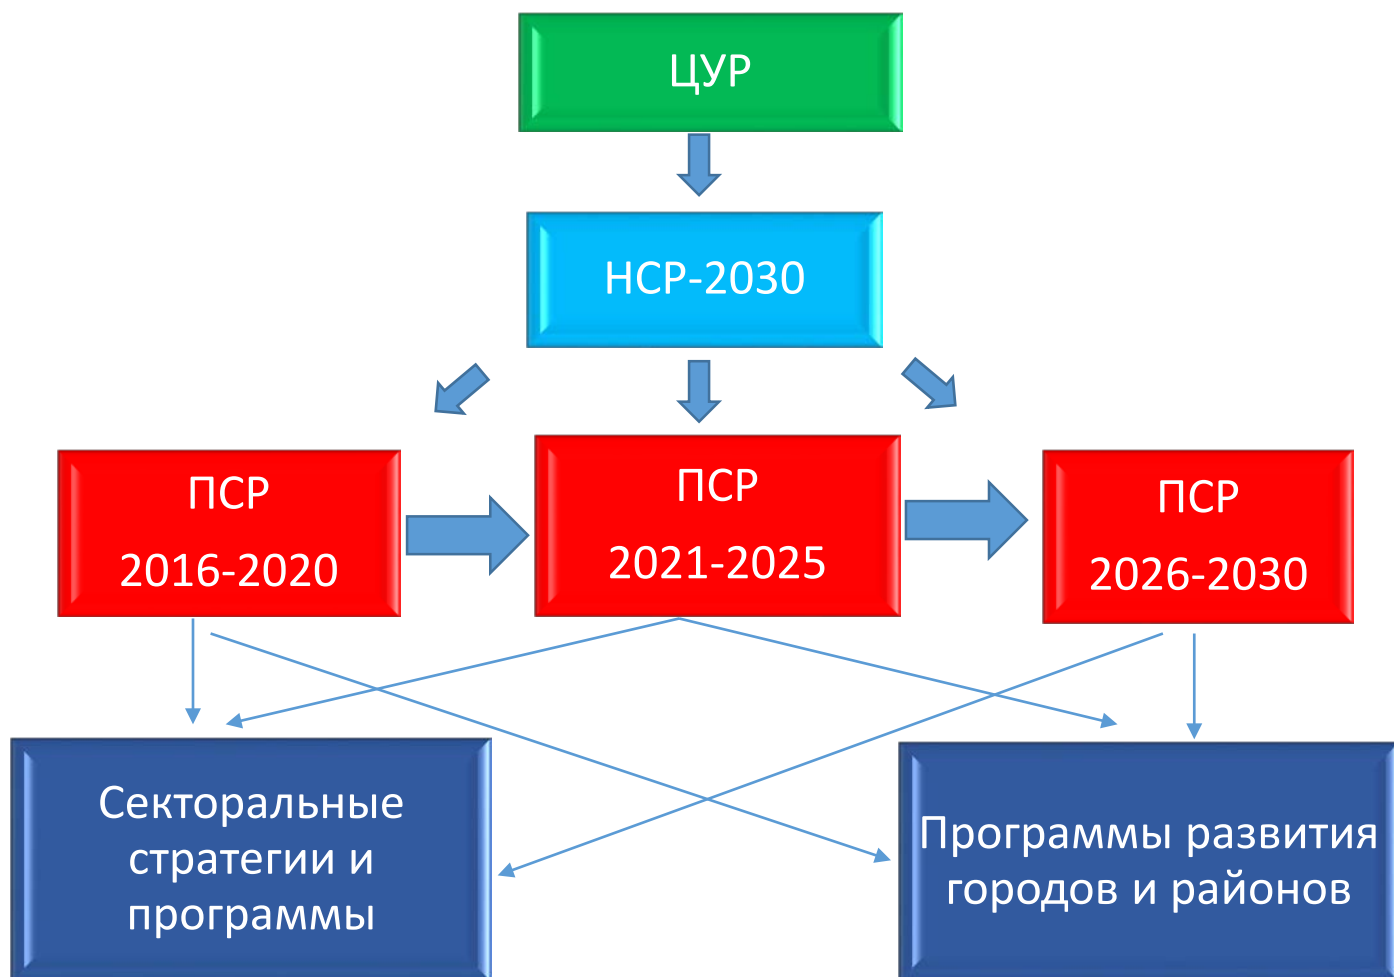 ЦУР
НСР-2030
ПСР
2016-2020
ПСР
2021-2025
ПСР
2026-2030
Секторальные
стратегии и
программы
Программы развития
городов и районов